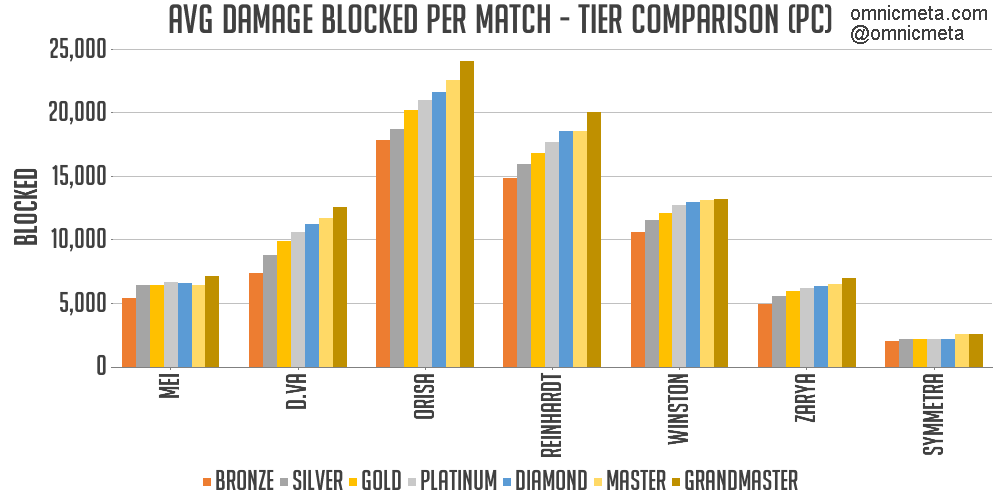 AVG DAMAGE BLOCKED PER MATCH - TIER COMPARISON (PC)
omnicmeta.com
@omnicmeta
BLOCKED
25,000
20,000
15,000
10,000
5,000
0
MEI
D.VA
ORISA
REINHARDT
WINSTON
ZARYA
SYMMETRA
BRONZE SILVER GOLD PLATINUM DIAMOND MASTER GRANDMASTER